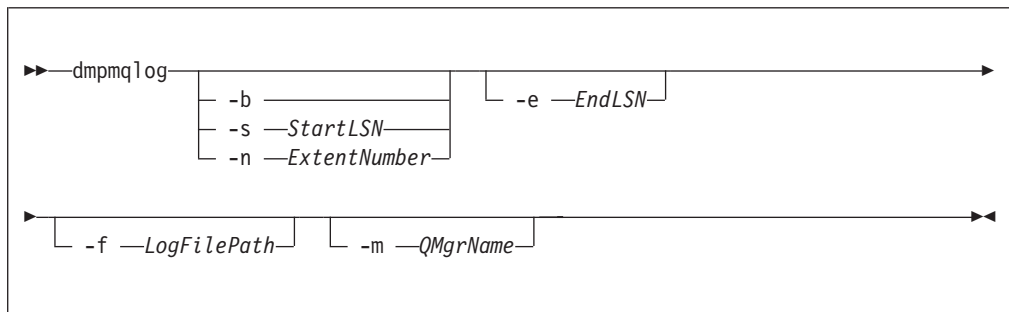 dmpmqlog
-b
-s StartLSN
-n ExtentNumber
-e EndLSN
-f LogFilePath
-m QMgrName